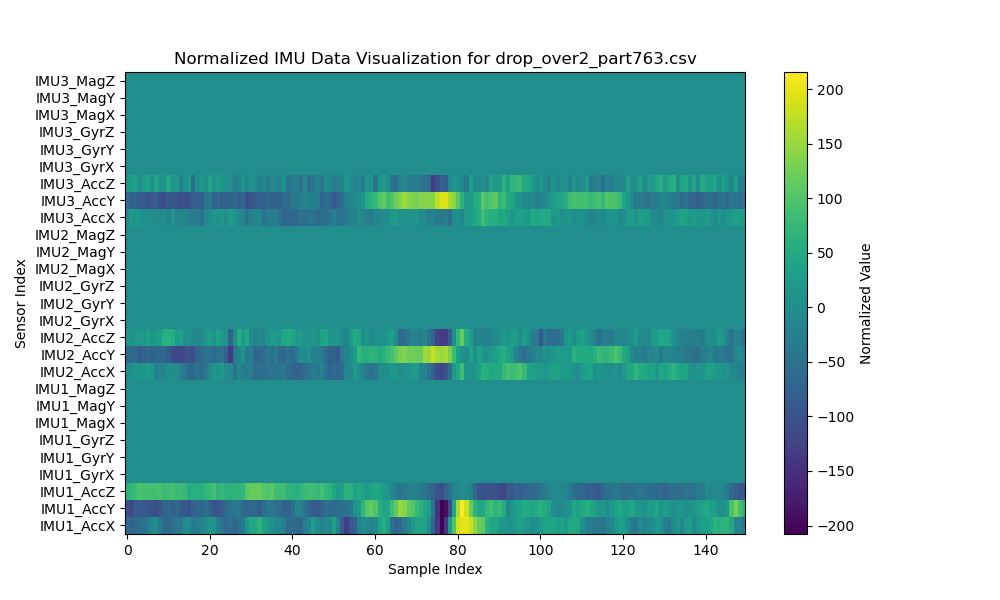 Normalized IMU Data Visualization for drop_over2_part763.csv
IMU3_MagZ
IMU3_MagY
IMU3_MagX
IMU3_GyrZ
IMU3_GyrY
IMU3_GyrX
IMU3_AccZ
IMU3_AccY
IMU3_AccX
IMU2_MagZ
IMU2_MagY
IMU2_MagX
IMU2_GyrZ
IMU2_GyrY
IMU2_GyrX
IMU2_AccZ
IMU2_AccY
IMU2_AccX
IMU1_MagZ
IMU1_MagY
IMU1_MagX
IMU1_GyrZ
IMU1_GyrY
IMU1_GyrX
IMU1_AccZ
IMU1_AccY
IMU1_AccX
Sensor Index
0 20 40 60 80 100 120 140
Sample Index
200
150
100
50
0
−50
−100
−150
−200
Normalized Value